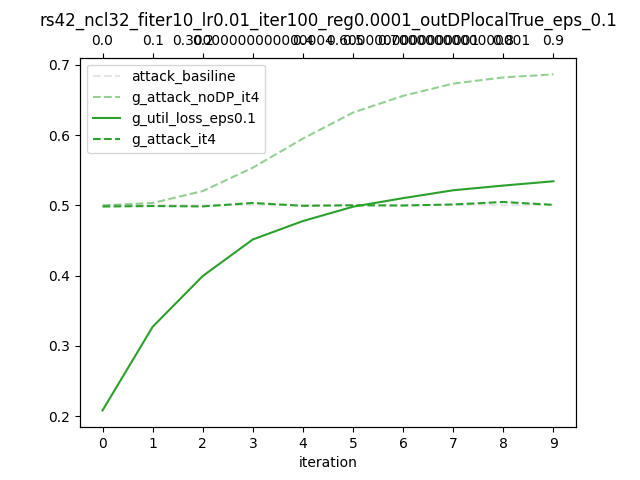 rs42_ncl32_fiter10_lr0.01_iter100_reg0.0001_outDPlocalTrue_eps_0.1
0.0 0.1 0.9
0.7
0.6
0.5
0.4
0.3
0.2
attack_basiline
g_attack_noDP_it4
g_util_loss_eps0.1
g_attack_it4
0 1 2 3 4 5 6 7 8 9
iteration